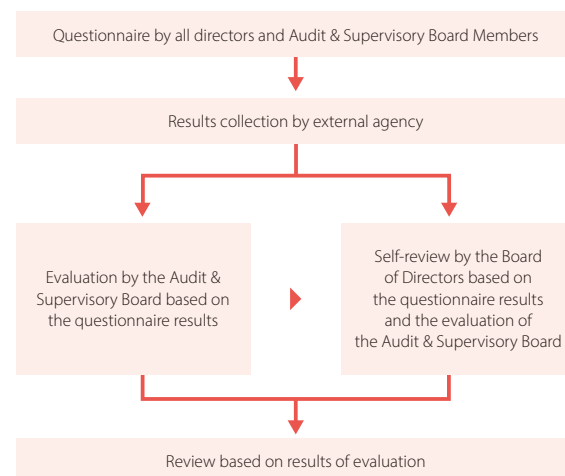 Questionnaire by all directors and Audit & Supervisory Board Members
Results collection by external agency
Evaluation by the Audit &
Supervisory Board based on
the questionnaire results
Self-review by the Board
of Directors based on
the questionnaire results
and the evaluation of
the Audit & Supervisory Board
Review based on results of evaluation